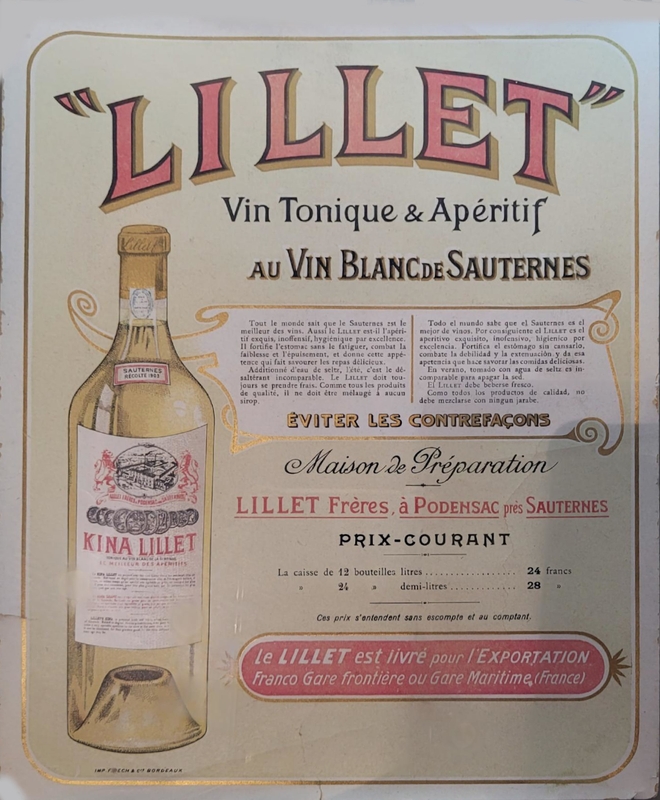 "LILLET"
Vin Tonique & Apéritif
AU VIN BLANC DE SAUTERNES
Lillet
Tout le monde sait que le Sauternes est le
meilleur des vins. Aussi le LILLET est-il l'apéri-
tif exquis, inoffensif, hygiénique par excellence.
Il fortifie l'estomac sans le fatiguer, combat la
faiblesse et l'épuisement, et donne cette appé-
tence qui fait savourer les repas délicieux.
Additionné d'eau de seltz, l'été, c'est le dé-
saltérant incomparable. Le LILLET doit tou-
jours se prendre frais. Comme tous les produits
de qualité, il ne doit être mélangé à aucun
sirop.
Todo el mundo sabe que el Sauternes es el
mejor de vinos. Por consiguiente el LILLET es el
aperitivo exquisito, inofensivo, higiénico por
excelencia. Fortifica el estómago sin cansarlo,
combate la debilidad y la extenuación y da esa
apetencia que hace savorar las comidas deliciosas.
En verano, tomado con agua de seltz es in-
comparable para apagar la sed.
El LILLET debe beberse fresco.
Como todos los productos de calidad, no
debe mezclarse con ningun jarabe.
ÉVITER LES CONTREFAÇONS
SAUTERNES
RÉCOLTE 1903
KINA LILLET
LE MEILLEUR DES APÉRITIFS
Maison de Préparation
LILLET Frères, à PODENSAC près SAUTERNES
PRIX-COURANT
La caisse de 12 bouteilles litres .................. 24 francs
» 24 » demi-litres .................. 28 »
Ces prix s'entendent sans escompte et au comptant.
Le LILLET est livré pour l'EXPORTATION
Franco Gare frontière ou Gare Maritime, (France)
& Cº BORDEAUX